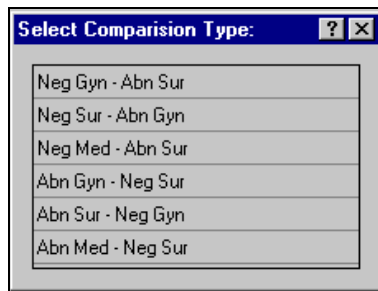 Select Comparision Type:
Neg Gyn - Abn Sur
Neg Sur - Abn Gyn
Neg Med - Abn Sur
Abn Gyn - Neg Sur
Abn Sur - Neg Gyn
Abn Med - Neg Sur